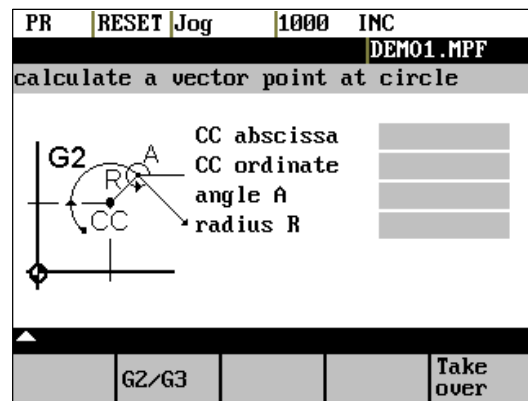 PR RESET Jog 1000 INC
DEMO1.MPF
calculate a vector point at circle
G2
A
R
CC
CC abscissa
CC ordinate
angle A
radius R
G2/G3
Take
over